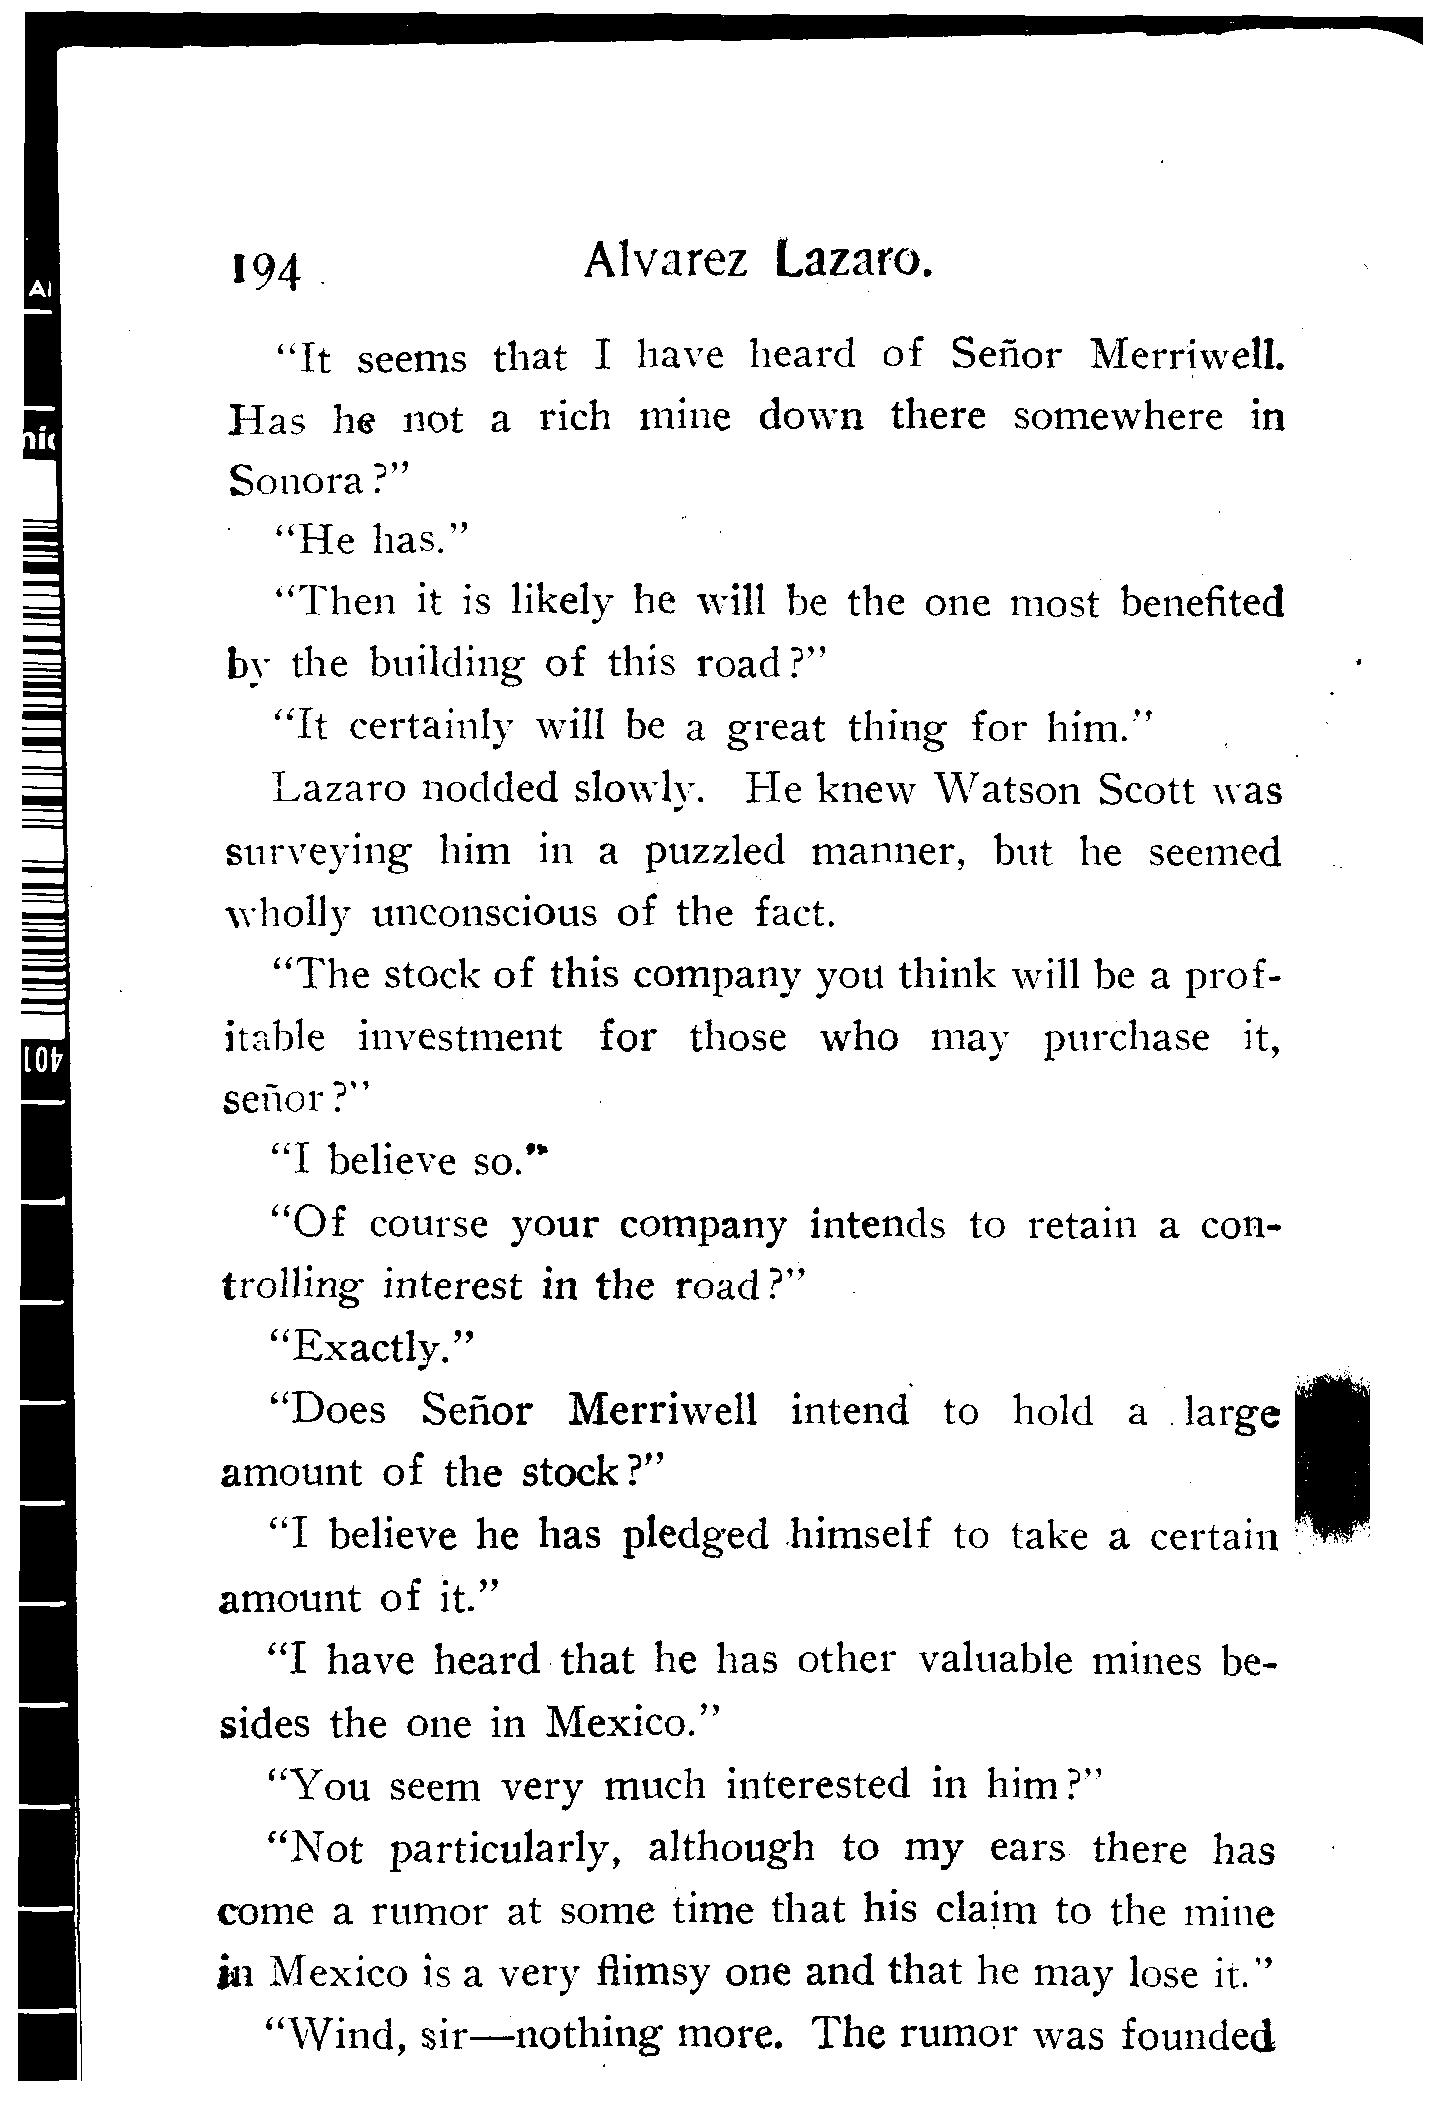 194 Alvarez Lazaro.
"It seems that I have heard of Señor Merriwell.
Has he not a rich mine down there somewhere in
Sonora?"
"He has."
"Then it is likely he will be the one most benefited
by the building of this road?"
"It certainly will be a great thing for him."
Lazaro nodded slowly. He knew Watson Scott was
surveying him in a puzzled manner, but he seemed
wholly unconscious of the fact.
"The stock of this company you think will be a prof-
itable investment for those who may purchase it,
señor?"
"I believe so."
"Of course your company intends to retain a con-
trolling interest in the road?"
"Exactly."
"Does Señor Merriwell intend to hold a large
amount of the stock?"
"I believe he has pledged himself to take a certain
amount of it."
"I have heard that he has other valuable mines be-
sides the one in Mexico."
"You seem very much interested in him?"
"Not particularly, although to my ears there has
come a rumor at some time that his claim to the mine
in Mexico is a very flimsy one and that he may lose it."
"Wind, sir—nothing more. The rumor was founded